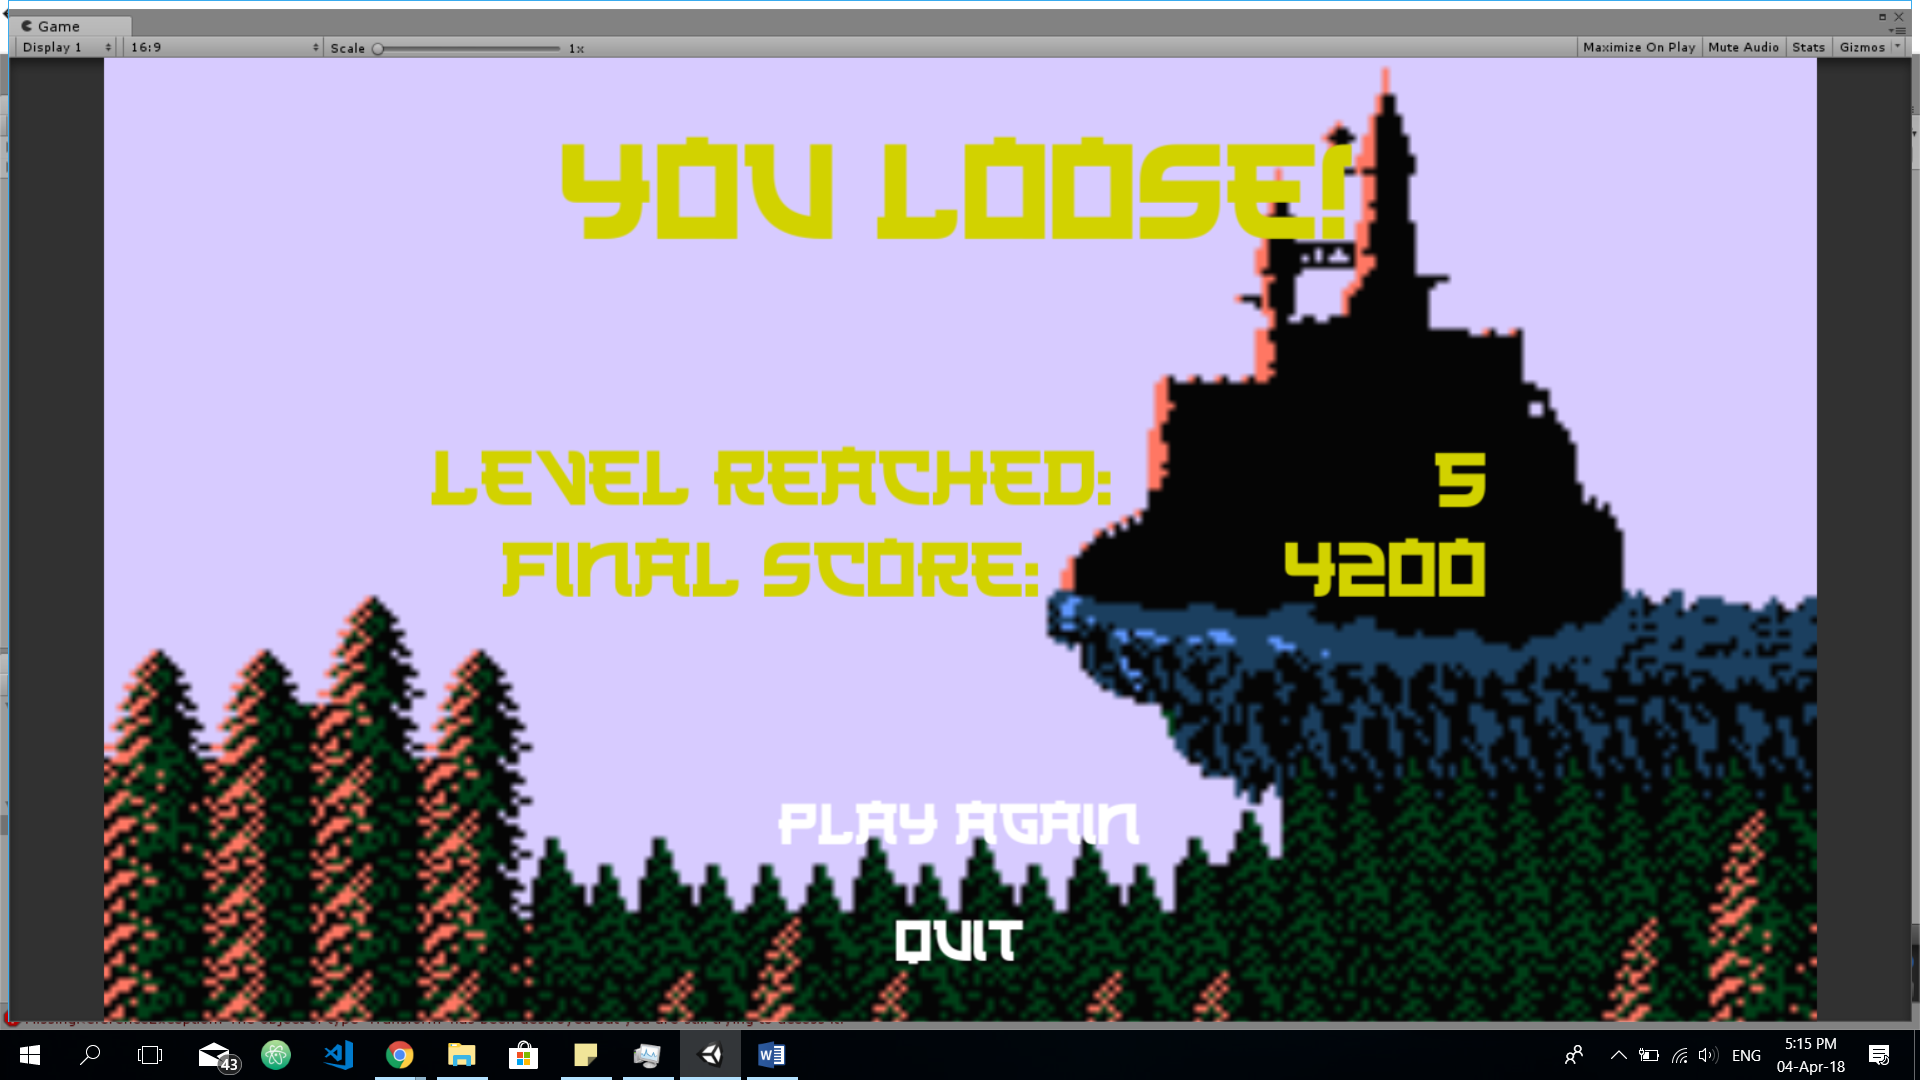 Game
Display 1 16:9 Scale 1x Maximize On Play Mute Audio Stats Gizmos
YOU LOOSE!
LEVEL REACHED: 5
FINAL SCORE: 4200
PLAY AGAIN
QUIT
43 ENG 5:15 PM
04-Apr-18